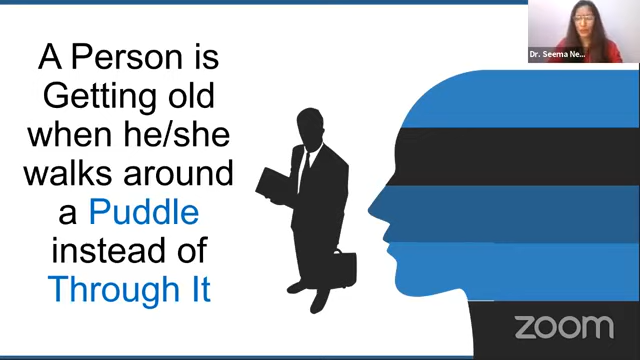 A Person is
Getting old
when he/she
walks around
a Puddle
instead of
Through It
Dr. Seema Ne...
zoom